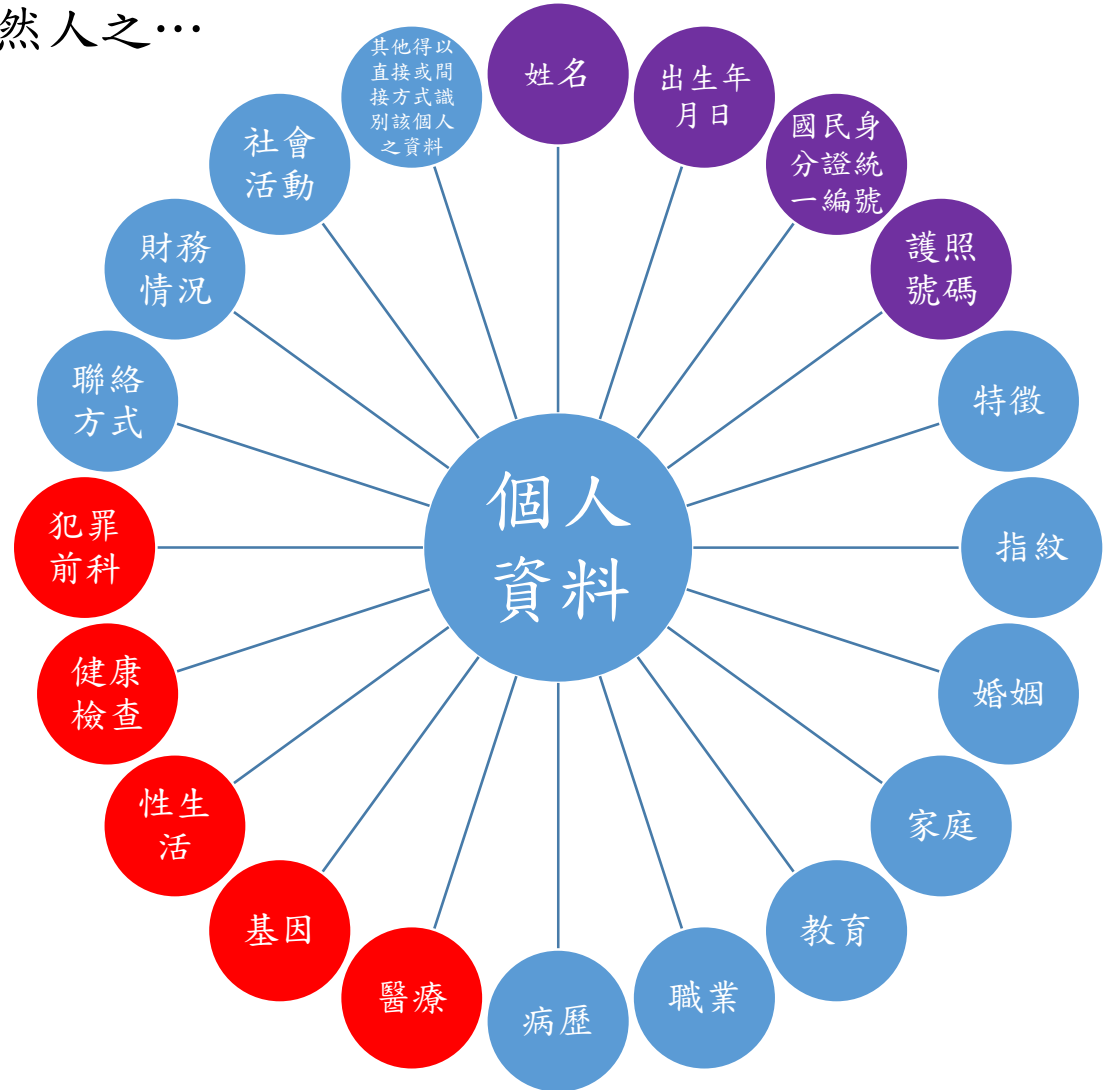 然人之…
個人
資料
姓名
出生年
月日
國民身
分證統
一編號
護照
號碼
特徵
指紋
婚姻
家庭
教育
職業
病歷
醫療
基因
性生
活
健康
檢查
犯罪
前科
聯絡
方式
財務
情況
社會
活動
其他得以
直接或間
接方式識
別該個人
之資料